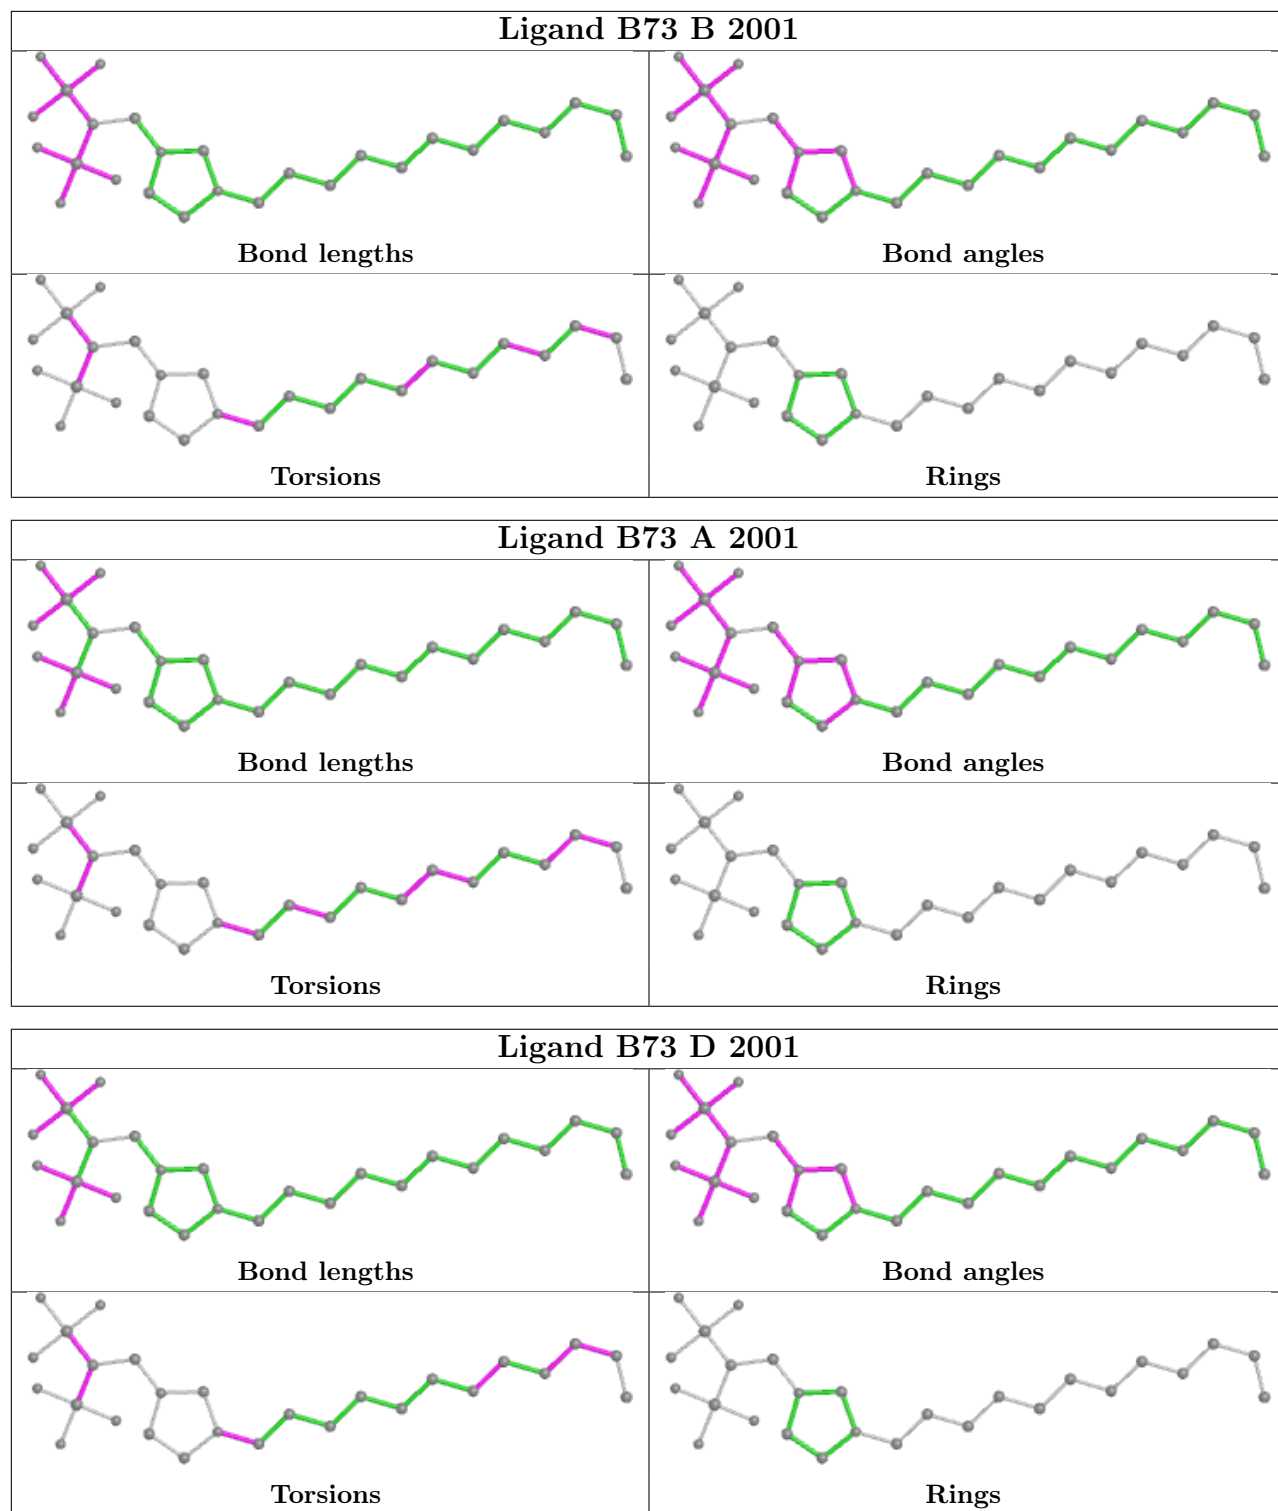 Ligand B73 B 2001
Bond lengths
Bond angles
Torsions
Rings
Ligand B73 A 2001
Bond lengths
Bond angles
Torsions
Rings
Ligand B73 D 2001
Bond lengths
Bond angles
Torsions
Rings